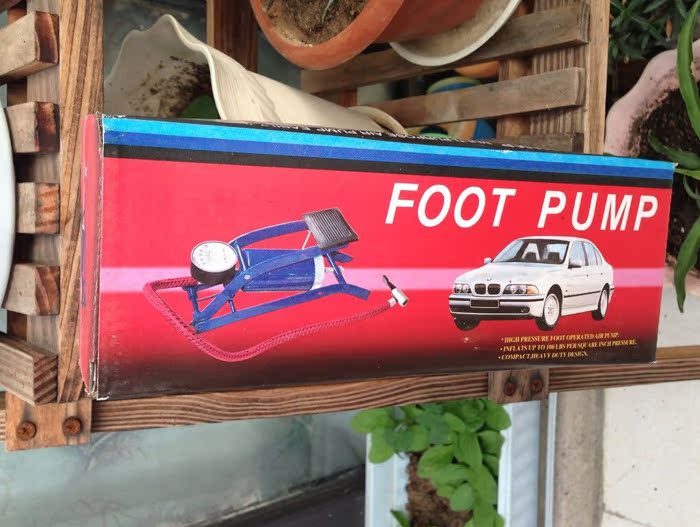 FOOT PUMP
• HIGH PRESSURE FOOT OPERATED AIR PUMP.
• INFLATS UP TO 100 LBS PER SQUARE INCH PRESSURE.
• COMPACT,HEAVY DUTY DESIGN.